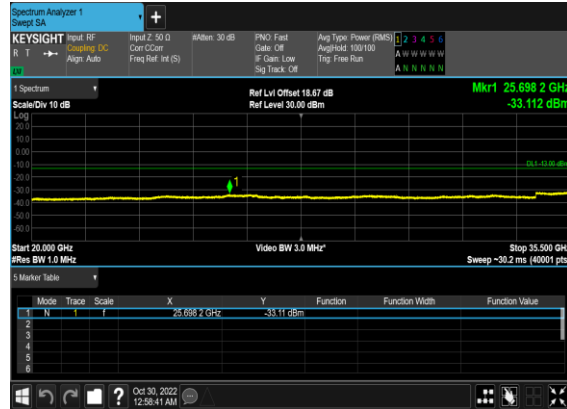 Spectrum Analyzer 1
Swept SA
+
KEYSIGHT Input: RF Input Z: 50 Ω #Atten: 30 dB PNO: Fast Avg Type: Power (RMS) 1 2 3 4 5 6
R T Coupling: DC Corr CCorr Gate: Off Avg|Hold: 100/100 A W W W W W
Align: Auto Freq Ref: Int (S) IF Gain: Low Trig: Free Run
Sig Track: Off A N N N N N
1 Spectrum Ref Lvl Offset 18.67 dB Mkr1 25.698 2 GHz
Scale/Div 10 dB Ref Level 30.00 dBm -33.112 dBm
Log
20.0
10.0
0.00
-10.0
DL1 -13.00 dBm
-20.0
1
-30.0
-40.0
-50.0
-60.0
Start 20.000 GHz Video BW 3.0 MHz* Stop 35.500 GHz
#Res BW 1.0 MHz Sweep ~30.2 ms (40001 pts)
5 Marker Table
Mode Trace Scale X Y Function Function Width Function Value
1 N 1 f 25.698 2 GHz -33.11 dBm
2
3
4
5
6
? Oct 30, 2022
12:58:41 AM